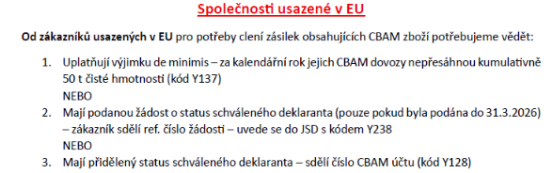 Společnosti usazené v EU
Od zákazníků usazených v EU pro potřeby clení zásilek obsahujících CBAM zboží potřebujeme vědět:
1. Uplatňují výjimku de minimis – za kalendářní rok jejich CBAM dovozy nepřesáhnou kumulativně
50 t čisté hmotnosti (kód Y137)
NEBO
2. Mají podanou žádost o status schváleného deklaranta (pouze pokud byla podána do 31.3.2026)
– zákazník sdělí ref. číslo žádosti – uvede se do JSD s kódem Y238
NEBO
3. Mají přidělený status schváleného deklaranta – sdělí číslo CBAM účtu (kód Y128)